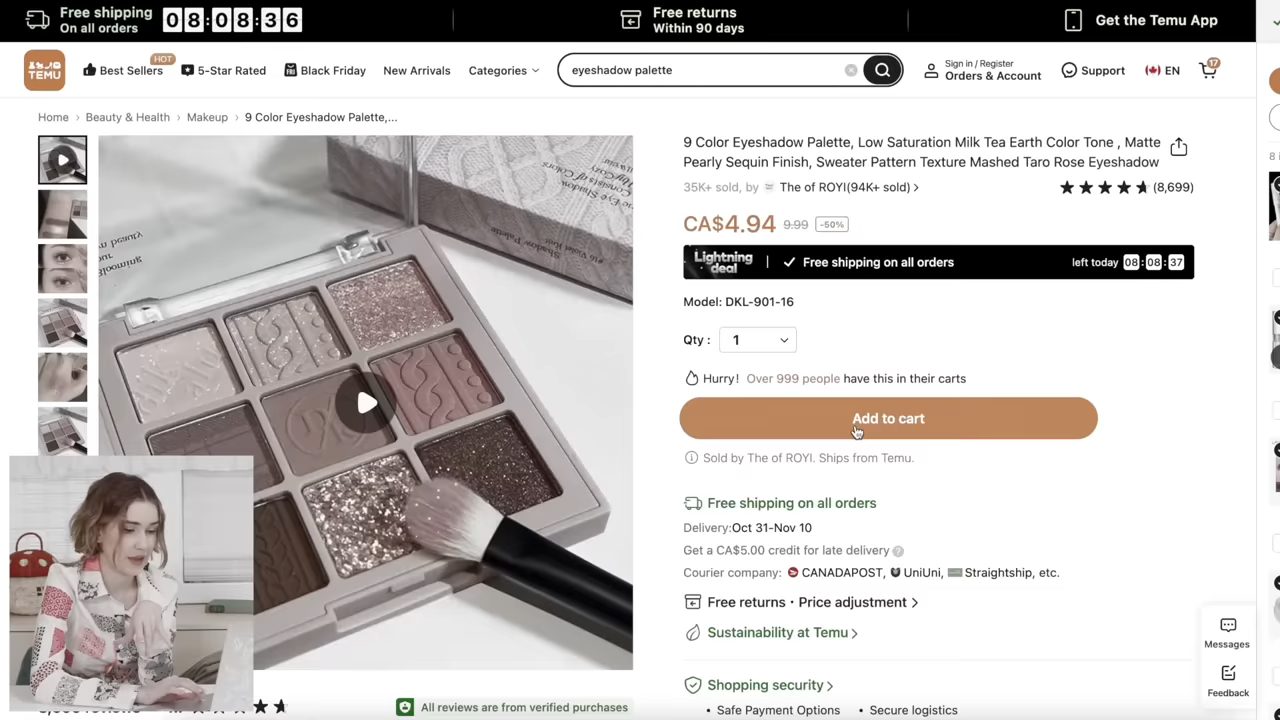 Free shipping
On all orders
08:08:36
Free returns
Within 90 days
Get the Temu App
TEMU
Best Sellers
HOT
5-Star Rated
Black Friday
New Arrivals
Categories
eyeshadow palette
Sign in / Register
Orders & Account
Support
EN
17
Home > Beauty & Health > Makeup > 9 Color Eyeshadow Palette,...
9 Color Eyeshadow Palette, Low Saturation Milk Tea Earth Color Tone , Matte
Pearly Sequin Finish, Sweater Pattern Texture Mashed Taro Rose Eyeshadow
35K+ sold, by The of ROYI(94K+ sold) >
(8,699)
CA$4.94 9.99 -50%
Lightning
deal
Free shipping on all orders
left today 08:08:37
Model: DKL-901-16
Qty : 1
Hurry! Over 999 people have this in their carts
Add to cart
Sold by The of ROYI. Ships from Temu.
Free shipping on all orders
Delivery:Oct 31-Nov 10
Get a CA$5.00 credit for late delivery
Courier company: CANADAPOST, UniUni, Straightship, etc.
Free returns · Price adjustment >
Sustainability at Temu >
Shopping security >
• Safe Payment Options • Secure logistics
All reviews are from verified purchases
Messages
Feedback
8 i